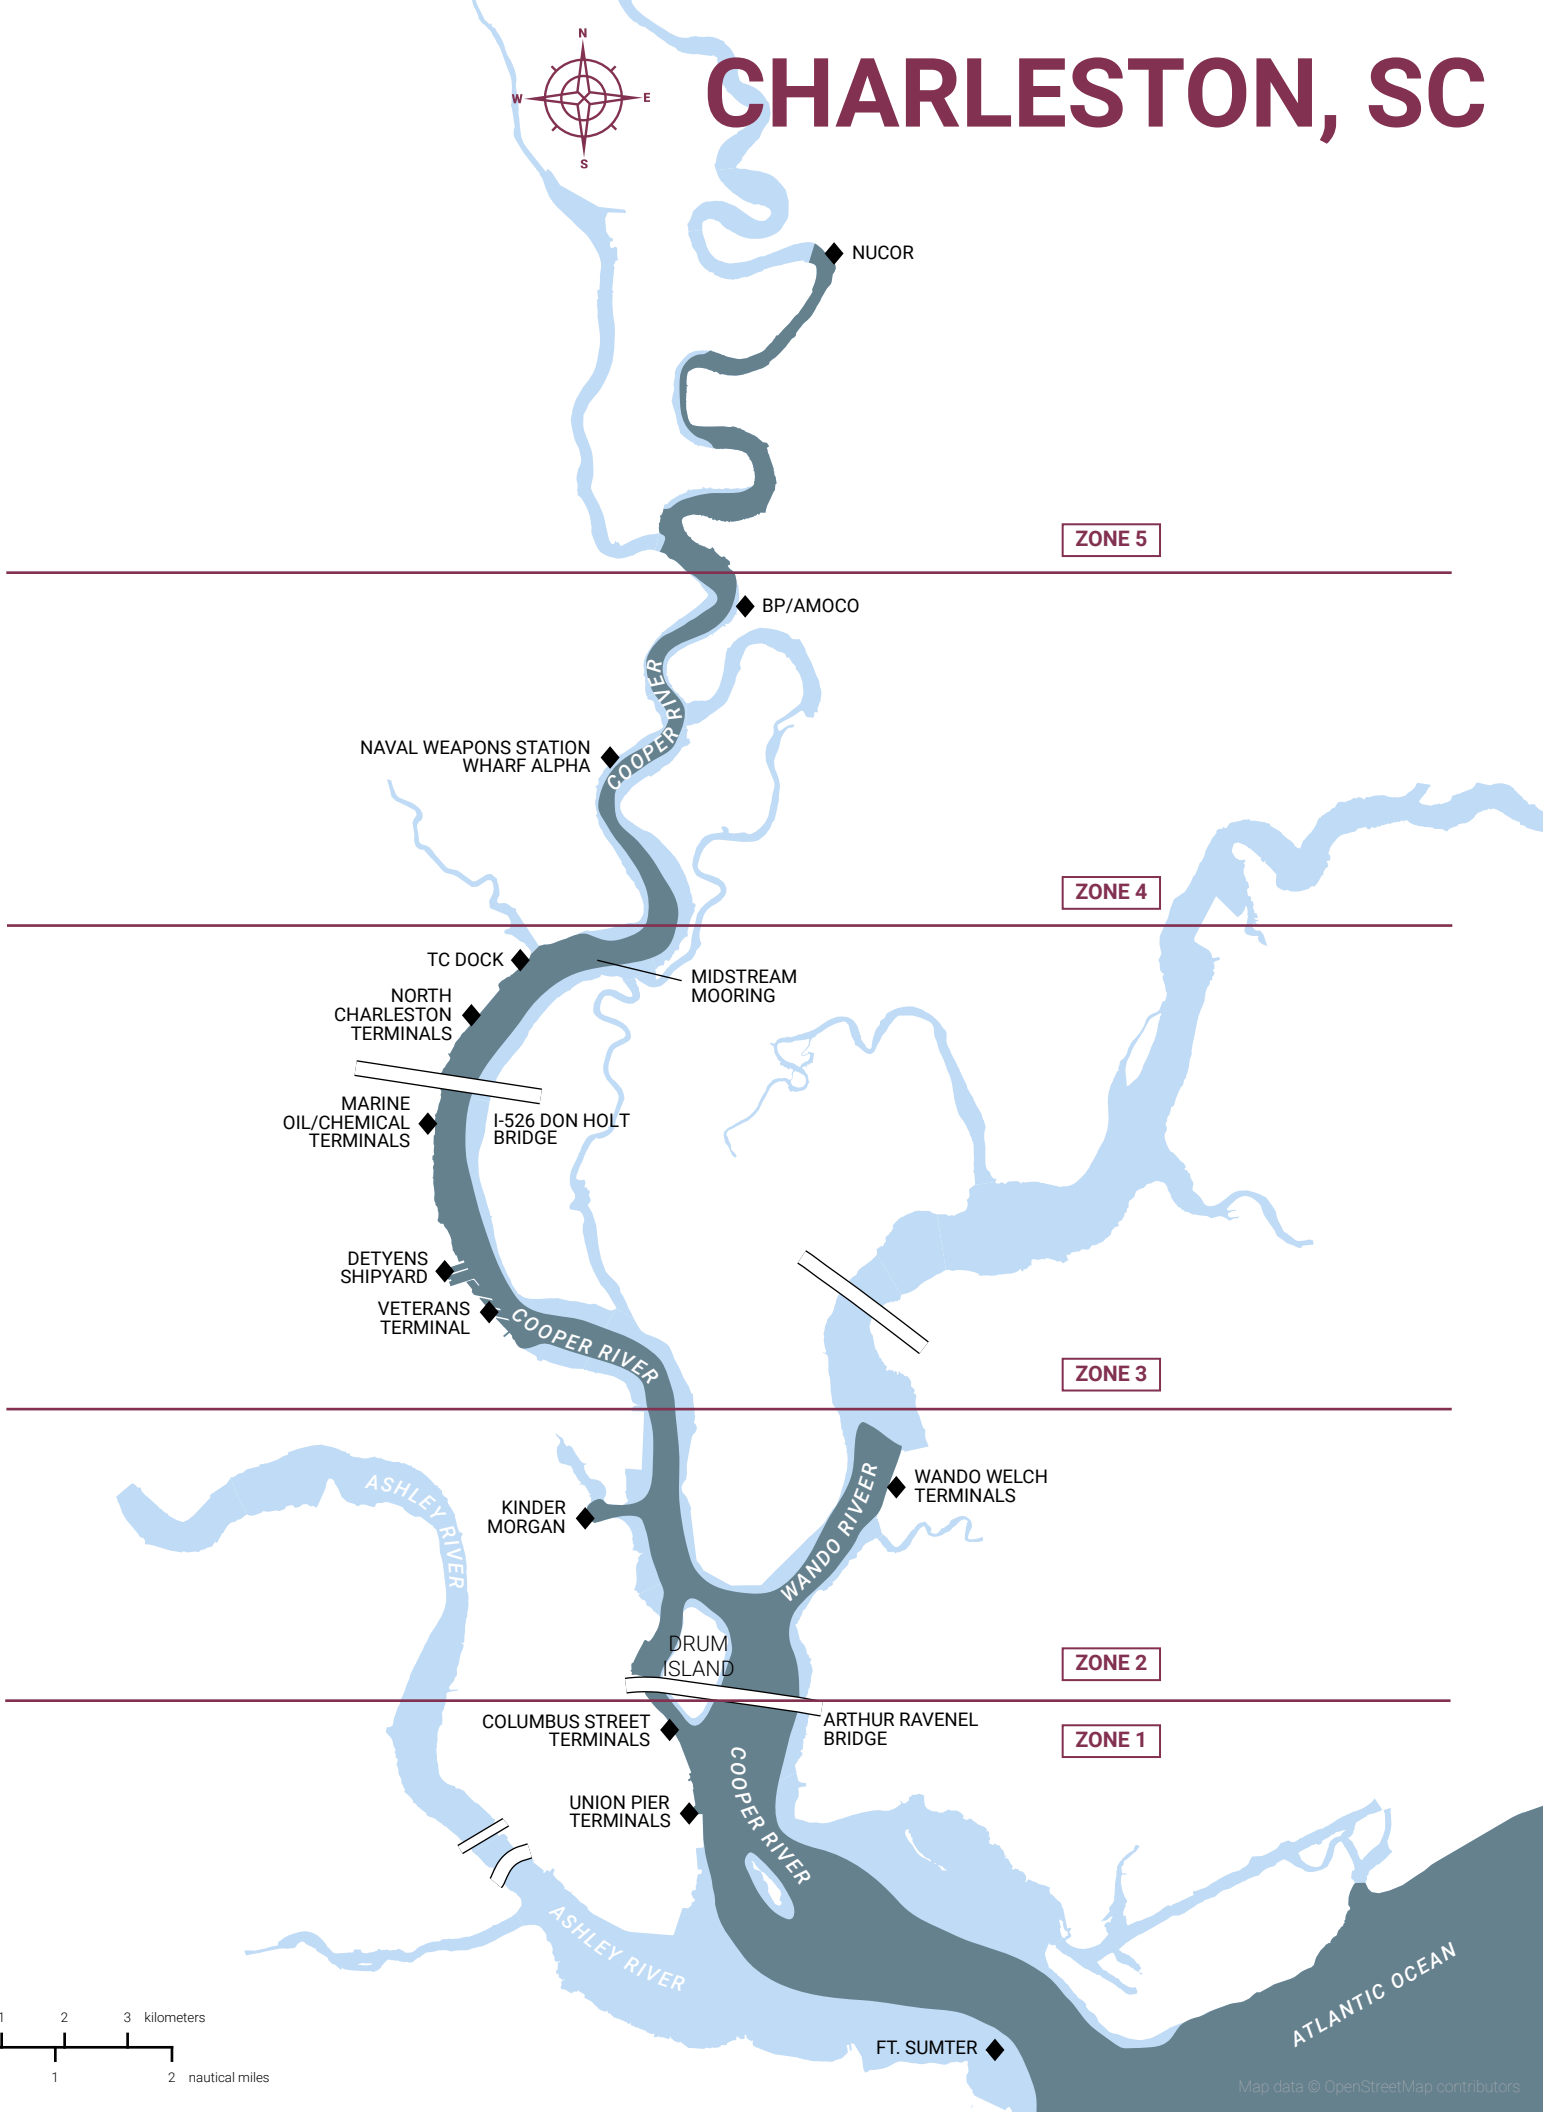 N
CHARLESTON, SC
W
E
S
NUCOR
ZONE 5
BP/AMOCO
COOPER RIVER
NAVAL WEAPONS STATION
WHARF ALPHA
ZONE 4
TC DOCK
MIDSTREAM
MOORING
NORTH
CHARLESTON
TERMINALS
MARINE
OIL/CHEMICAL
TERMINALS
I-526 DON HOLT
BRIDGE
DETYENS
SHIPYARD
VETERANS
TERMINAL
COOPER RIVER
ZONE 3
ASHLEY RIVER
WANDO WELCH
TERMINALS
KINDER
MORGAN
WANDO RIVEER
DRUM
ISLAND
ZONE 2
COLUMBUS STREET
TERMINALS
ARTHUR RAVENEL
BRIDGE
ZONE 1
COOPER RIVER
UNION PIER
TERMINALS
ASHLEY RIVER
ATLANTIC OCEAN
1 2 3 kilometers
FT. SUMTER
1 2 nautical miles
Map data © OpenStreetMap contributors